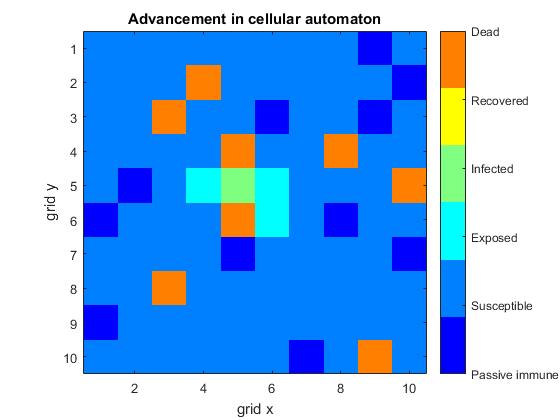 Advancement in cellular automaton
Dead
Recovered
Infected
Exposed
Susceptible
Passive immune
grid y
1
2
3
4
5
6
7
8
9
10
2 4 6 8 10
grid x